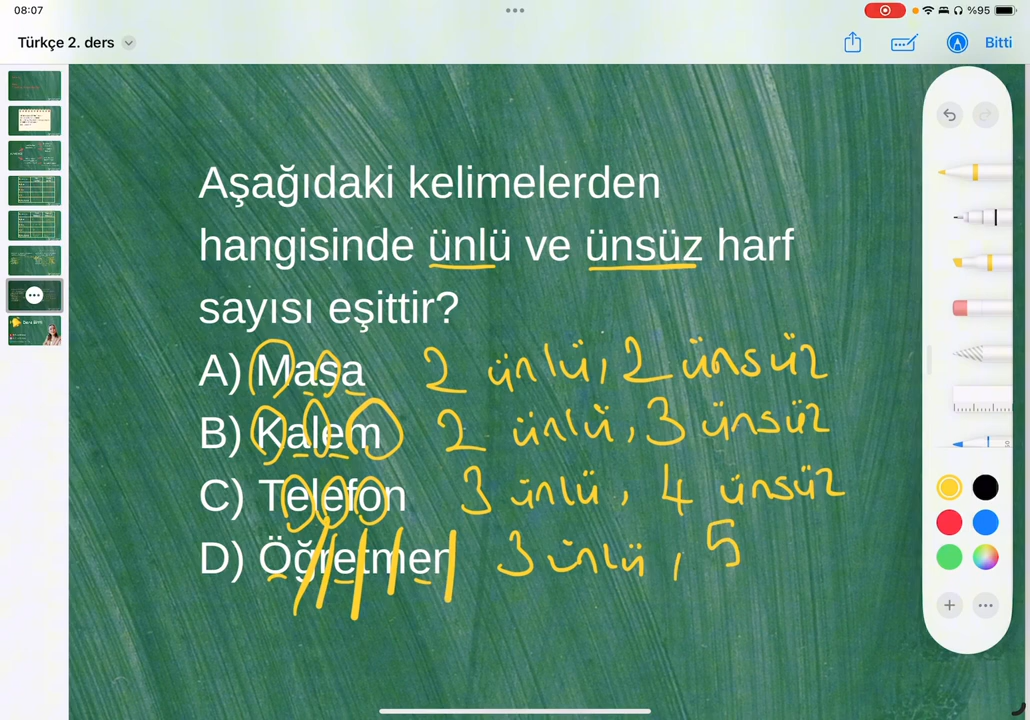 08:07
%95
Türkçe 2. ders
Bitti
Aşağıdaki kelimelerden
hangisinde ünlü ve ünsüz harf
sayısı eşittir?
A) Masa 2 ünlü, 2 ünsüz
B) Kalem 2 ünlü, 3 ünsüz
C) Telefon 3 ünlü, 4 ünsüz
D) Öğretmen 3 ünlü, 5